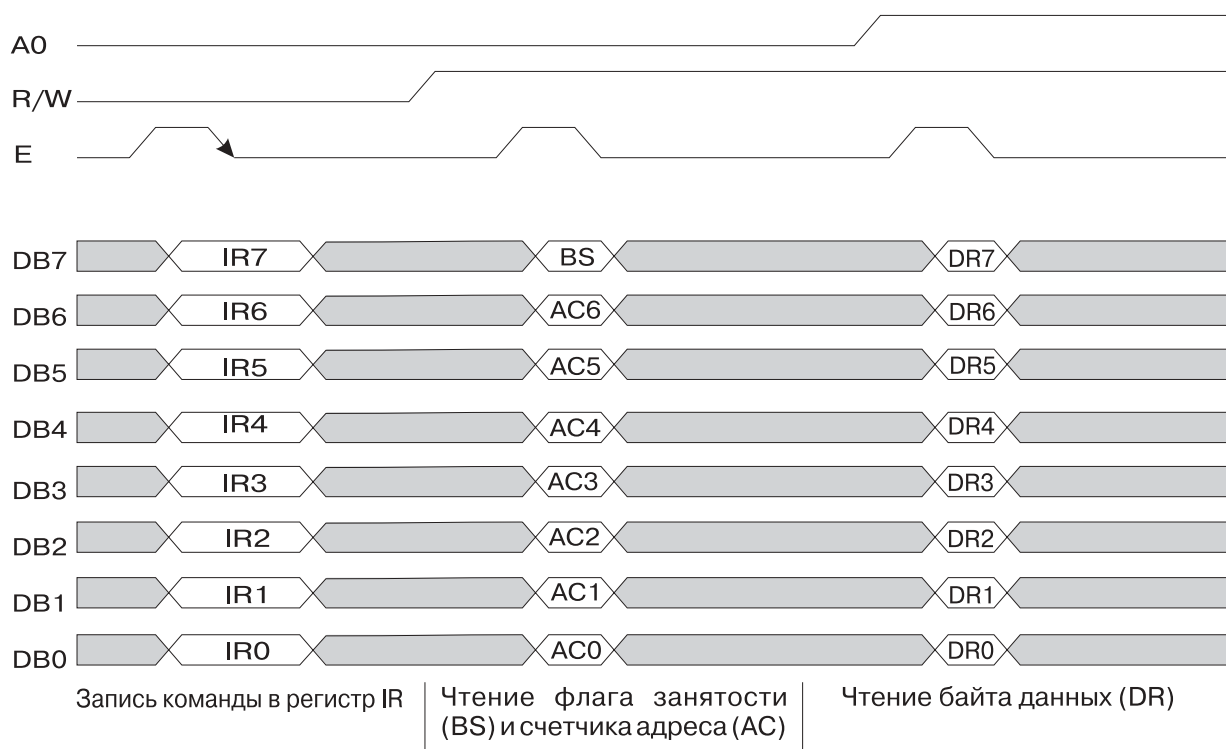 A0
R/W
E
DB7 IR7 BS DR7
DB6 IR6 AC6 DR6
DB5 IR5 AC5 DR5
DB4 IR4 AC4 DR4
DB3 IR3 AC3 DR3
DB2 IR2 AC2 DR2
DB1 IR1 AC1 DR1
DB0 IR0 AC0 DR0
Запись команды в регистр IR
Чтение флага занятости
(BS) и счетчика адреса (AC)
Чтение байта данных (DR)